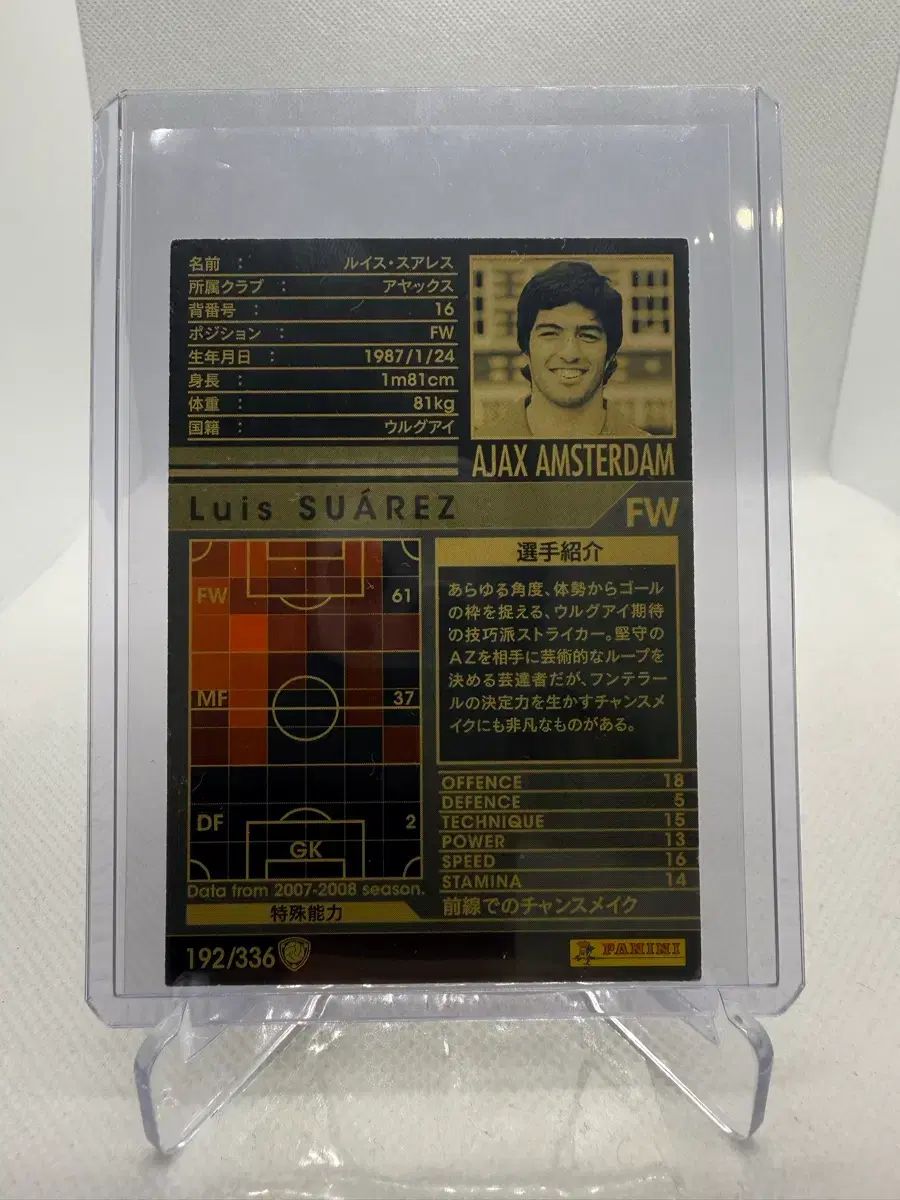 名前 : ルイス・スアレス
所属クラブ : アヤックス
背番号 : 16
ポジション : FW
生年月日 : 1987/1/24
身長 : 1m81cm
体重 : 81kg
国籍 : ウルグアイ
AJAX AMSTERDAM
Luis SUÁREZ FW
FW 61
MF 37
DF 2
GK
Data from 2007-2008 season.
選手紹介
あらゆる角度、体勢からゴール
の枠を捉える、ウルグアイ期待
の技巧派ストライカー。堅守の
AZを相手に芸術的なループを
決める芸達者だが、フンテラー
ルの決定力を生かすチャンスメ
イクにも非凡なものがある。
OFFENCE 18
DEFENCE 5
TECHNIQUE 15
POWER 13
SPEED 16
STAMINA 14
特殊能力 前線でのチャンスメイク
192/336
PANINI